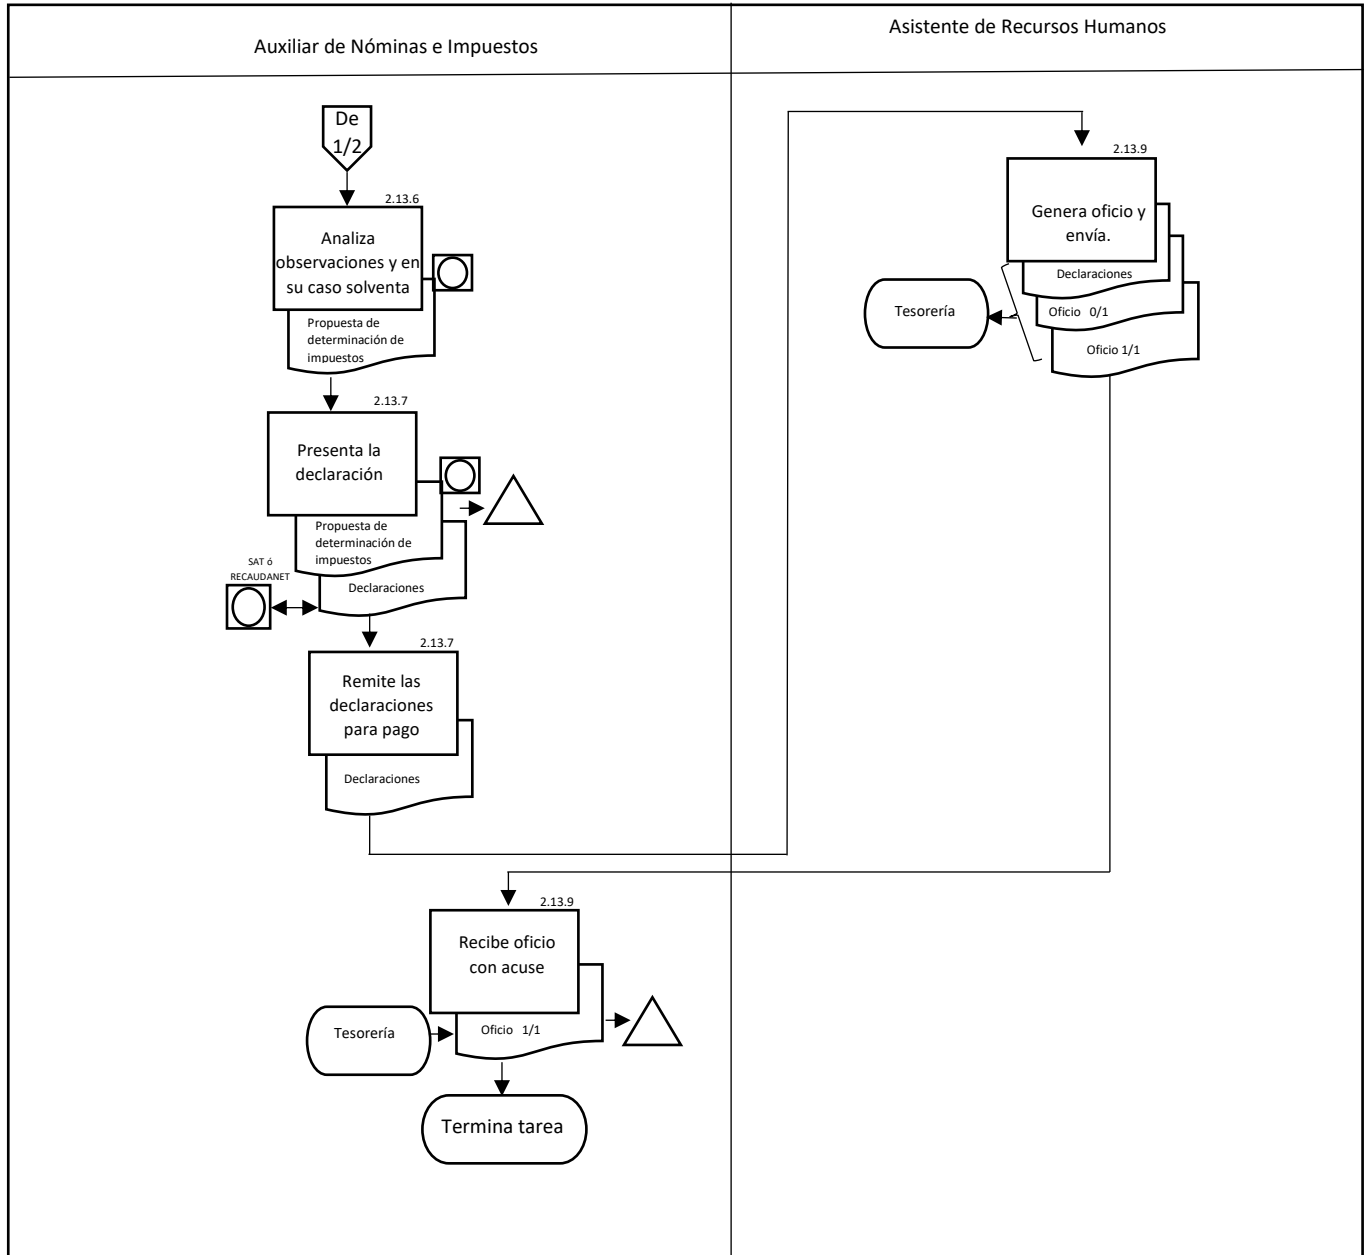 Auxiliar de Nóminas e Impuestos
Asistente de Recursos Humanos
De
1/2
2.13.6
Analiza
observaciones y en
su caso solventa
Propuesta de
determinación de
impuestos
2.13.7
Presenta la
declaración
Propuesta de
determinación de
impuestos
SAT ó
RECAUDANET
Declaraciones
2.13.7
Remite las
declaraciones
para pago
Declaraciones
2.13.9
Genera oficio y
envía.
Declaraciones
Oficio 0/1
Oficio 1/1
Tesorería
2.13.9
Recibe oficio
con acuse
Oficio 1/1
Tesorería
Termina tarea